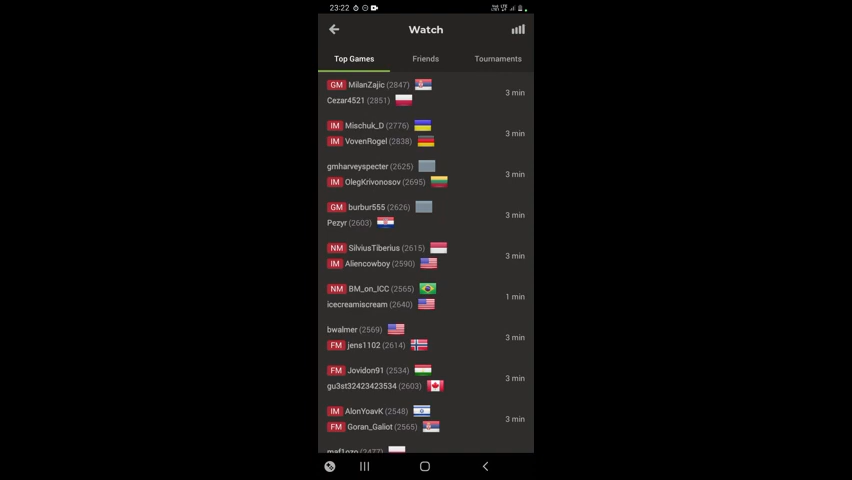 23:22
Watch
Top Games
Friends
Tournaments
GM MilanZajic (2847)
Cezar4521 (2851)
3 min
IM Mischuk_D (2776)
IM VovenRogel (2838)
3 min
gmharveyspecter (2625)
IM OlegKrivonosov (2695)
3 min
GM burbur555 (2626)
Pezyr (2603)
3 min
NM SilviusTiberius (2615)
IM Aliencowboy (2590)
3 min
NM BM_on_ICC (2565)
icecreamiscream (2640)
1 min
bwalmer (2569)
FM jens1102 (2614)
3 min
FM Jovidon91 (2534)
gu3st32423423534 (2603)
3 min
IM AlonYoavK (2548)
FM Goran_Galiot (2565)
3 min